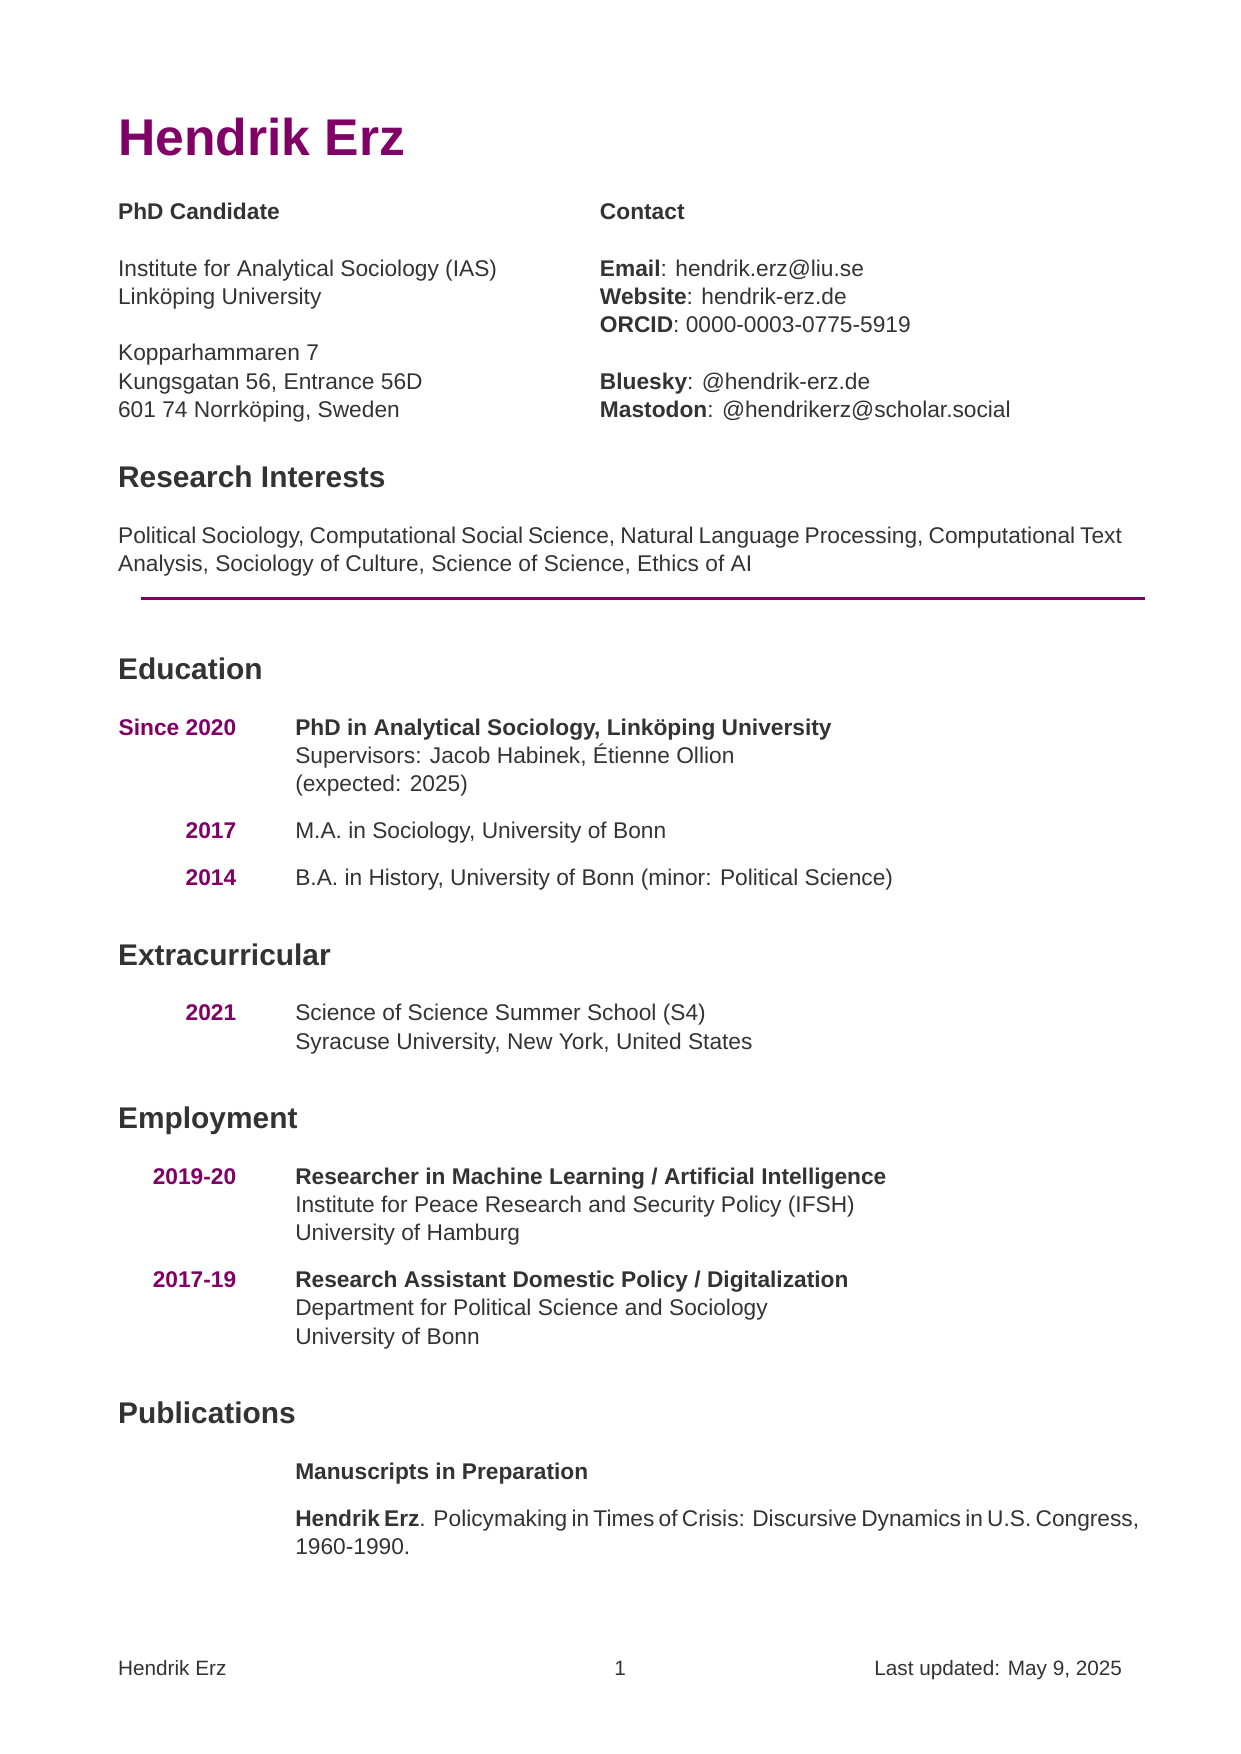 Hendrik Erz
PhD Candidate
Institute for Analytical Sociology (IAS)
Linköping University
Kopparhammaren 7
Kungsgatan 56, Entrance 56D
601 74 Norrköping, Sweden
Contact
Email: hendrik.erz@liu.se
Website: hendrik-erz.de
ORCID: 0000-0003-0775-5919
Bluesky: @hendrik-erz.de
Mastodon: @hendrikerz@scholar.social
Research Interests
Political Sociology, Computational Social Science, Natural Language Processing, Computational Text
Analysis, Sociology of Culture, Science of Science, Ethics of AI
Education
Since 2020 PhD in Analytical Sociology, Linköping University
Supervisors: Jacob Habinek, Étienne Ollion
(expected: 2025)
2017 M.A. in Sociology, University of Bonn
2014 B.A. in History, University of Bonn (minor: Political Science)
Extracurricular
2021 Science of Science Summer School (S4)
Syracuse University, New York, United States
Employment
2019-20 Researcher in Machine Learning / Artificial Intelligence
Institute for Peace Research and Security Policy (IFSH)
University of Hamburg
2017-19 Research Assistant Domestic Policy / Digitalization
Department for Political Science and Sociology
University of Bonn
Publications
Manuscripts in Preparation
Hendrik Erz. Policymaking in Times of Crisis: Discursive Dynamics in U.S. Congress,
1960-1990.
Hendrik Erz 1 Last updated: May 9, 2025